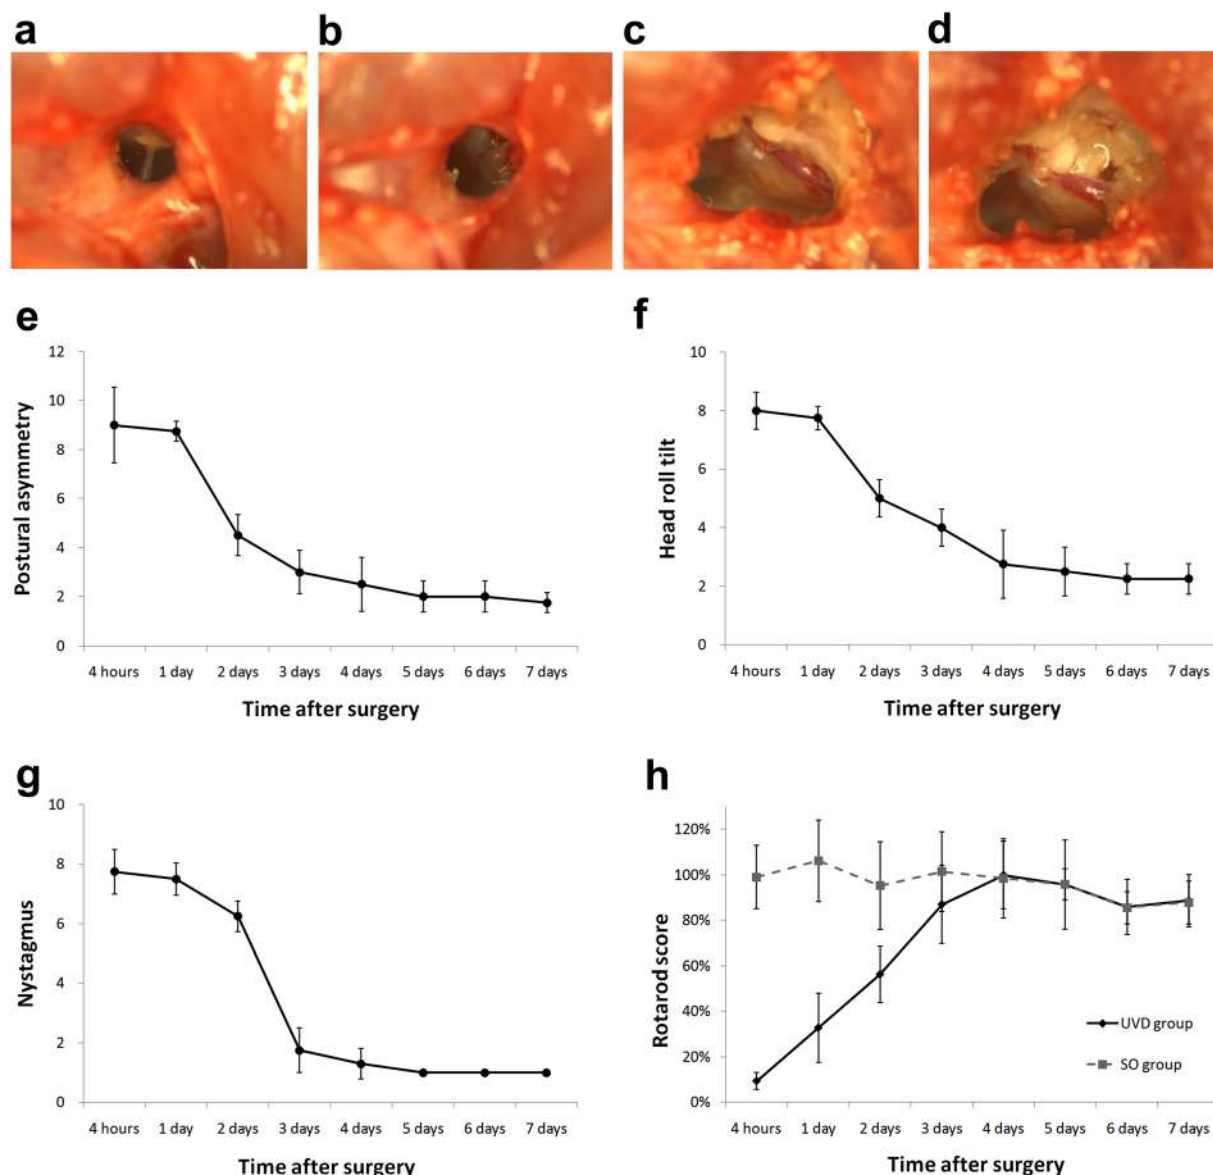 a
b
c
d
e
12
10
8
6
4
2
0
Postural asymmetry
4 hours 1 day 2 days 3 days 4 days 5 days 6 days 7 days
Time after surgery
f
10
8
6
4
2
0
Head roll tilt
4 hours 1 day 2 days 3 days 4 days 5 days 6 days 7 days
Time after surgery
g
10
8
6
4
2
0
Nystagmus
4 hours 1 day 2 days 3 days 4 days 5 days 6 days 7 days
Time after surgery
h
120%
100%
80%
60%
40%
20%
0%
Rotarod score
UVD group
SO group
4 hours 1 day 2 days 3 days 4 days 5 days 6 days 7 days
Time after surgery